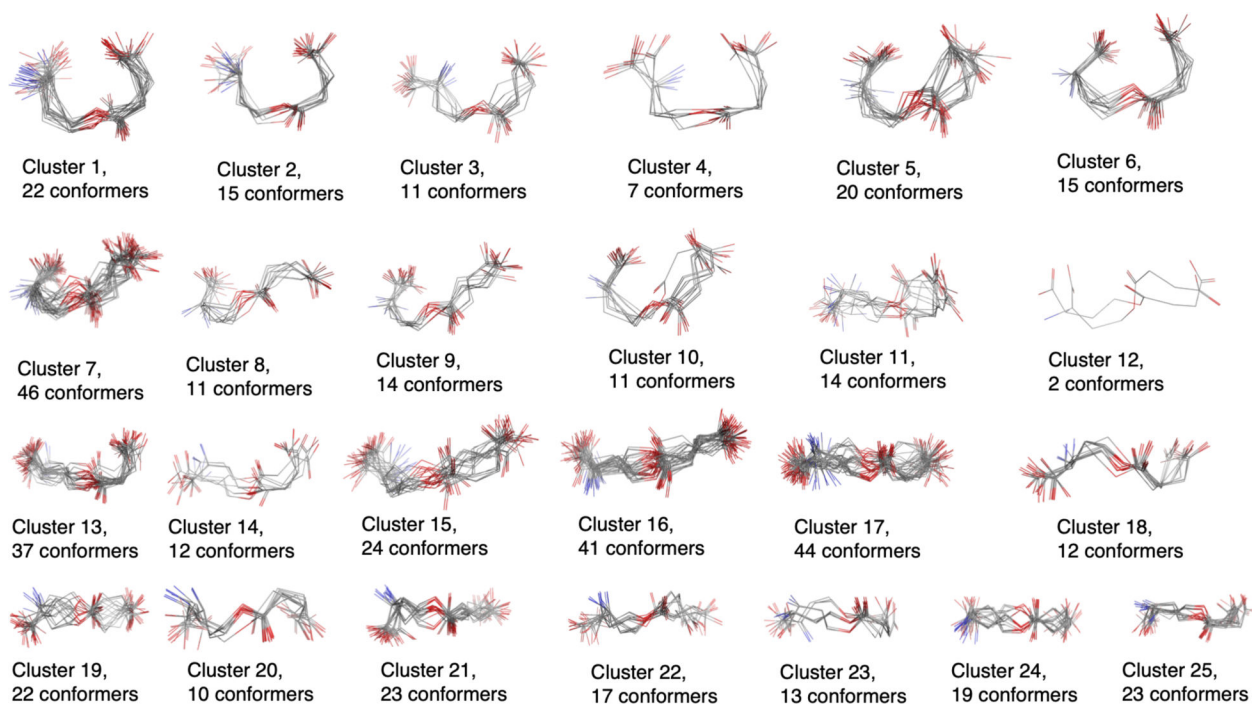 Cluster 1,
22 conformers
Cluster 2,
15 conformers
Cluster 3,
11 conformers
Cluster 4,
7 conformers
Cluster 5,
20 conformers
Cluster 6,
15 conformers
Cluster 7,
46 conformers
Cluster 8,
11 conformers
Cluster 9,
14 conformers
Cluster 10,
11 conformers
Cluster 11,
14 conformers
Cluster 12,
2 conformers
Cluster 13,
37 conformers
Cluster 14,
12 conformers
Cluster 15,
24 conformers
Cluster 16,
41 conformers
Cluster 17,
44 conformers
Cluster 18,
12 conformers
Cluster 19,
22 conformers
Cluster 20,
10 conformers
Cluster 21,
23 conformers
Cluster 22,
17 conformers
Cluster 23,
13 conformers
Cluster 24,
19 conformers
Cluster 25,
23 conformers